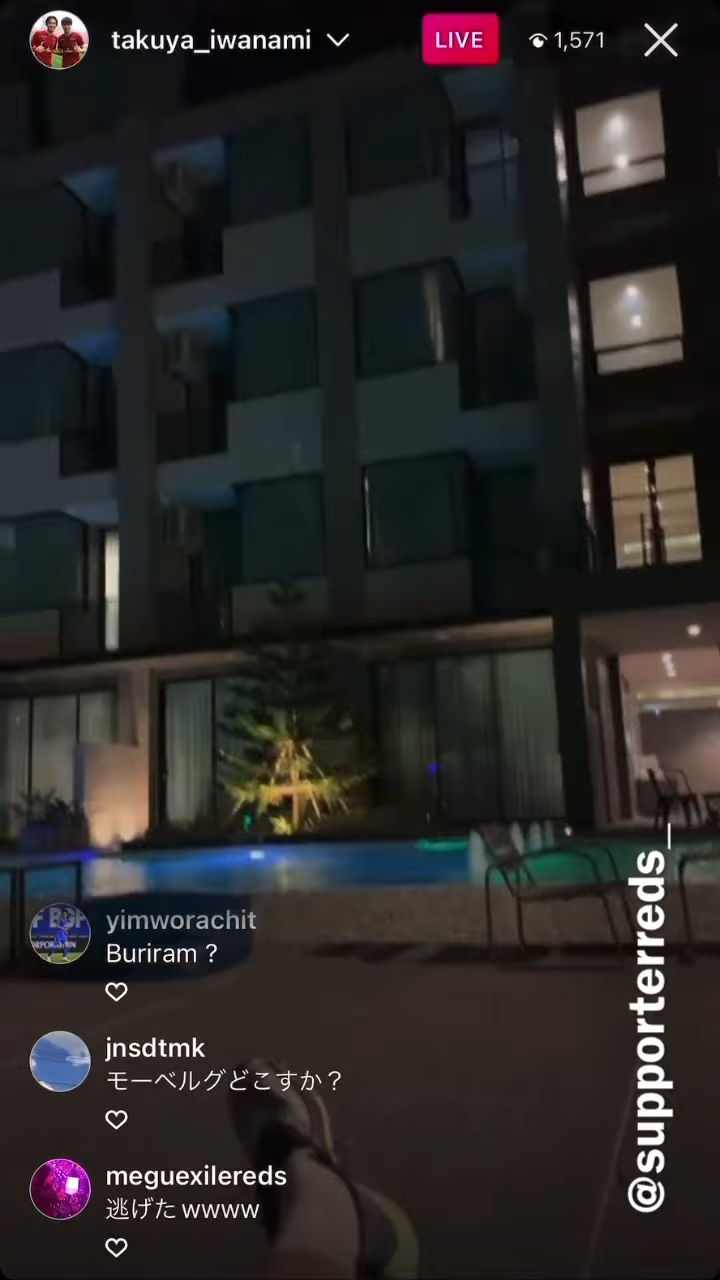 takuya_iwanami
LIVE
1,571
yimworachit
Buriram ?
jnsdtmk
モーベルグどこすか？
meguexilereds
逃げたwwww
@supporterreds_